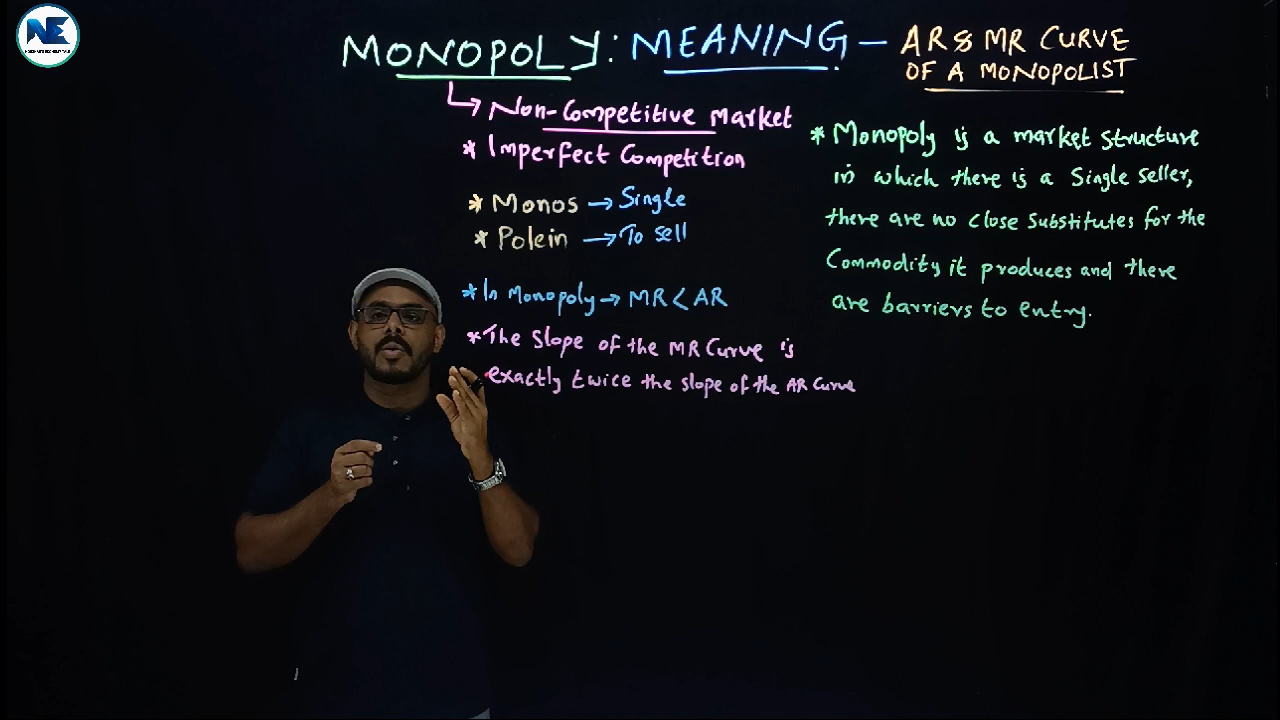 NE
MONOPOLY: MEANING – AR & MR CURVE
OF A MONOPOLIST
↳ Non-Competitive Market
* Imperfect Competition
* Monos → Single
* Polein → To sell
* In Monopoly → MR < AR
* The slope of the MR Curve is
exactly twice the slope of the AR Curve
* Monopoly is a market structure
in which there is a single seller,
there are no close substitutes for the
Commodity it produces and there
are barriers to entry.